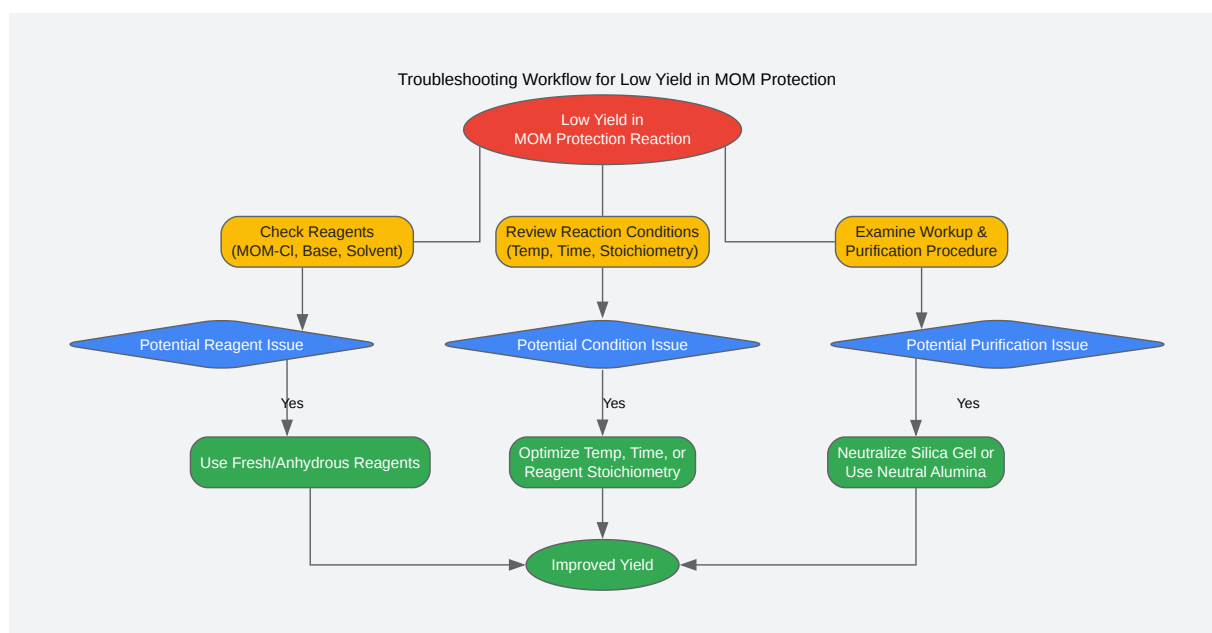 Troubleshooting Workflow for Low Yield in MOM Protection
Low Yield in
MOM Protection Reaction
Check Reagents
(MOM-Cl, Base, Solvent)
Review Reaction Conditions
(Temp, Time, Stoichiometry)
Examine Workup &
Purification Procedure
Potential Reagent Issue
Potential Condition Issue
Potential Purification Issue
Yes
Yes
Yes
Use Fresh/Anhydrous Reagents
Optimize Temp, Time, or
Reagent Stoichiometry
Neutralize Silica Gel or
Use Neutral Alumina
Improved Yield